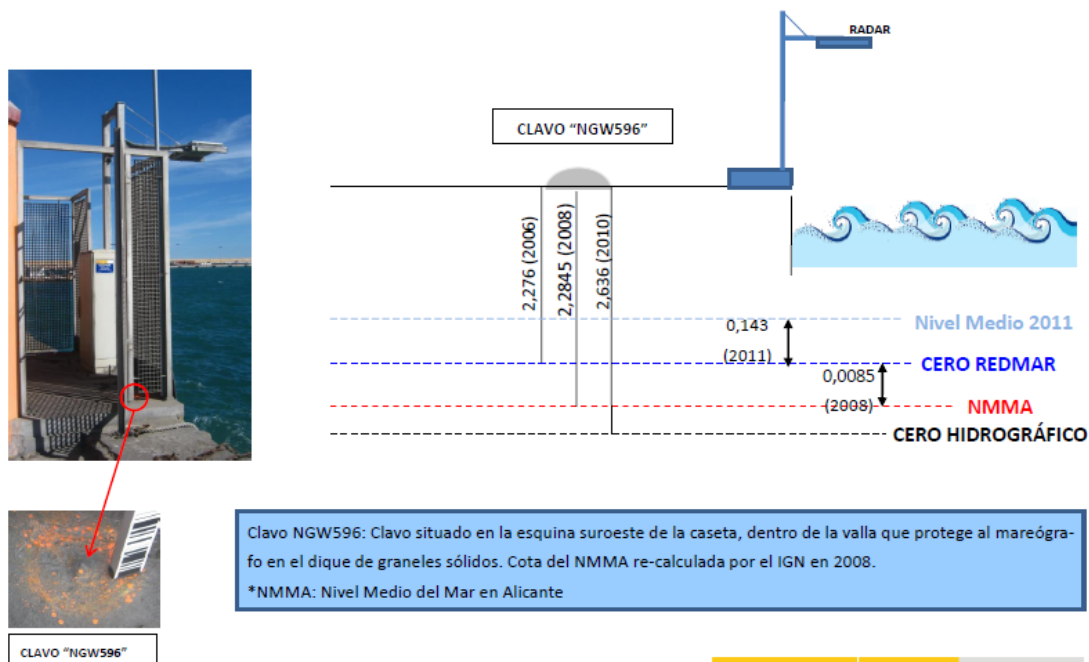 RADAR
CLAVO “NGW596”
2,276 (2006)
2,2845 (2008)
2,636 (2010)
0,143
(2011)
Nivel Medio 2011
CERO REDMAR
0,0085
(2008)
NMMA
CERO HIDROGRÁFICO
Clavo NGW596: Clavo situado en la esquina suroeste de la caseta, dentro de la valla que protege al mareógra-
fo en el dique de graneles sólidos. Cota del NMMA re-calculada por el IGN en 2008.
*NMMA: Nivel Medio del Mar en Alicante
CLAVO “NGW596”